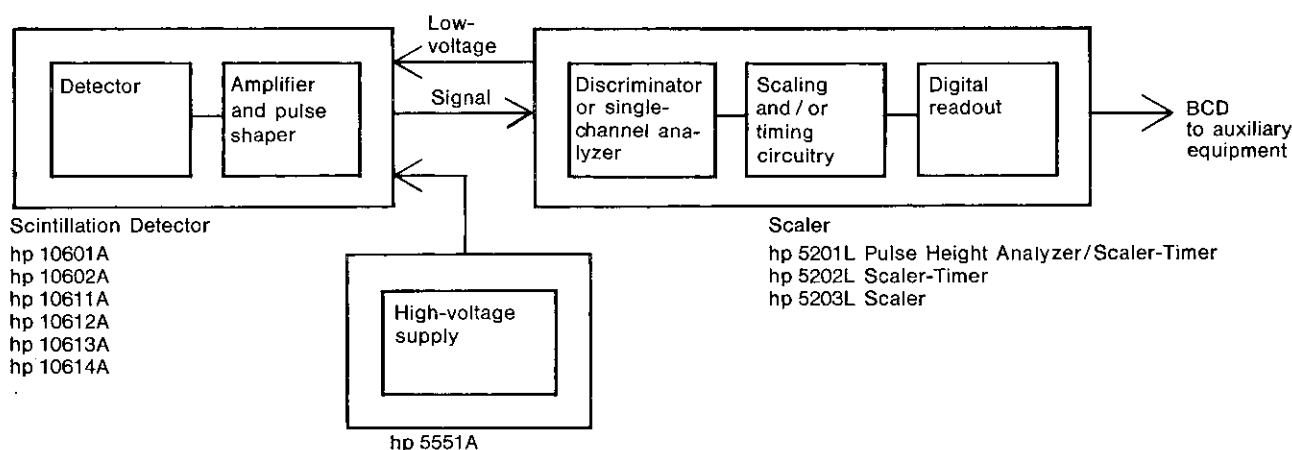 Low-
voltage
Signal
Detector
Amplifier
and pulse
shaper
Discriminator
or single-
channel ana-
lyzer
Scaling
and / or
timing
circuitry
Digital
readout
BCD
to auxiliary
equipment
Scintillation Detector
hp 10601A
hp 10602A
hp 10611A
hp 10612A
hp 10613A
hp 10614A
High-voltage
supply
hp 5551A
Scaler
hp 5201L Pulse Height Analyzer/Scaler-Timer
hp 5202L Scaler-Timer
hp 5203L Scaler